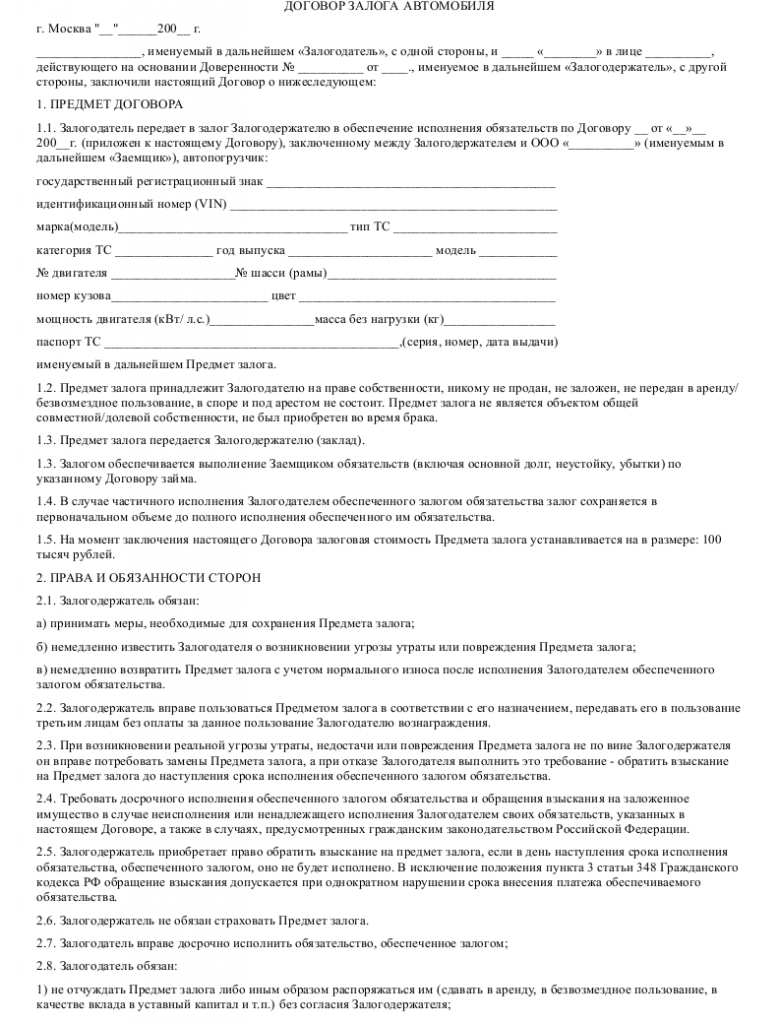 ДОГОВОР ЗАЛОГА АВТОМОБИЛЯ
г. Москва "__"______200__ г.
________________, именуемый в дальнейшем «Залогодатель», с одной стороны, и _____ «________» в лице __________,
действующего на основании Доверенности № __________ от ____., именуемое в дальнейшем «Залогодержатель», с другой
стороны, заключили настоящий Договор о нижеследующем:
1. ПРЕДМЕТ ДОГОВОРА
1.1. Залогодатель передает в залог Залогодержателю в обеспечение исполнения обязательств по Договору __ от «__»__
200__г. (приложен к настоящему Договору), заключенному между Залогодержателем и ООО «__________» (именуемым в
дальнейшем «Заемщик»), автопогрузчик:
государственный регистрационный знак ____________________________________________
идентификационный номер (VIN) __________________________________________________
марка(модель)___________________________________ тип ТС _________________________
категория ТС _______________ год выпуска ______________________ модель ____________
№ двигателя ___________________№ шасси (рамы)___________________________________
номер кузова________________________ цвет _______________________________________
мощность двигателя (кВт/ л.с.)________________масса без нагрузки (кг)_________________
паспорт ТС _____________________________________________,(серия, номер, дата выдачи)
именуемый в дальнейшем Предмет залога.
1.2. Предмет залога принадлежит Залогодателю на праве собственности, никому не продан, не заложен, не передан в аренду/
безвозмездное пользование, в споре и под арестом не состоит. Предмет залога не является объектом общей
совместной/долевой собственности, не был приобретен во время брака.
1.3. Предмет залога передается Залогодержателю (заклад).
1.3. Залогом обеспечивается выполнение Заемщиком обязательств (включая основной долг, неустойку, убытки) по
указанному Договору займа.
1.4. В случае частичного исполнения Залогодателем обеспеченного залогом обязательства залог сохраняется в
первоначальном объеме до полного исполнения обеспеченного им обязательства.
1.5. На момент заключения настоящего Договора залоговая стоимость Предмета залога устанавливается на в размере: 100
тысяч рублей.
2. ПРАВА И ОБЯЗАННОСТИ СТОРОН
2.1. Залогодержатель обязан:
а) принимать меры, необходимые для сохранения Предмета залога;
б) немедленно известить Залогодателя о возникновении угрозы утраты или повреждения Предмета залога;
в) немедленно возвратить Предмет залога с учетом нормального износа после исполнения Залогодателем обеспеченного
залогом обязательства.
2.2. Залогодержатель вправе пользоваться Предметом залога в соответствии с его назначением, передавать его в пользование
третьим лицам без оплаты за данное пользование Залогодателю вознаграждения.
2.3. При возникновении реальной угрозы утраты, недостачи или повреждения Предмета залога не по вине Залогодержателя
он вправе потребовать замены Предмета залога, а при отказе Залогодателя выполнить это требование - обратить взыскание
на Предмет залога до наступления срока исполнения обеспеченного залогом обязательства.
2.4. Требовать досрочного исполнения обеспеченного залогом обязательства и обращения взыскания на заложенное
имущество в случае неисполнения или ненадлежащего исполнения Залогодателем своих обязательств, указанных в
настоящем Договоре, а также в случаях, предусмотренных гражданским законодательством Российской Федерации.
2.5. Залогодержатель приобретает право обратить взыскание на предмет залога, если в день наступления срока исполнения
обязательства, обеспеченного залогом, оно не будет исполнено. В исключение положения пункта 3 статьи 348 Гражданского
кодекса РФ обращение взыскания допускается при однократном нарушении срока внесения платежа обеспечиваемого
обязательства.
2.6. Залогодержатель не обязан страховать Предмет залога.
2.7. Залогодатель вправе досрочно исполнить обязательство, обеспеченное залогом;
2.8. Залогодатель обязан:
1) не отчуждать Предмет залога либо иным образом распоряжаться им (сдавать в аренду, в безвозмездное пользование, в
качестве вклада в уставный капитал и т.п.) без согласия Залогодержателя;